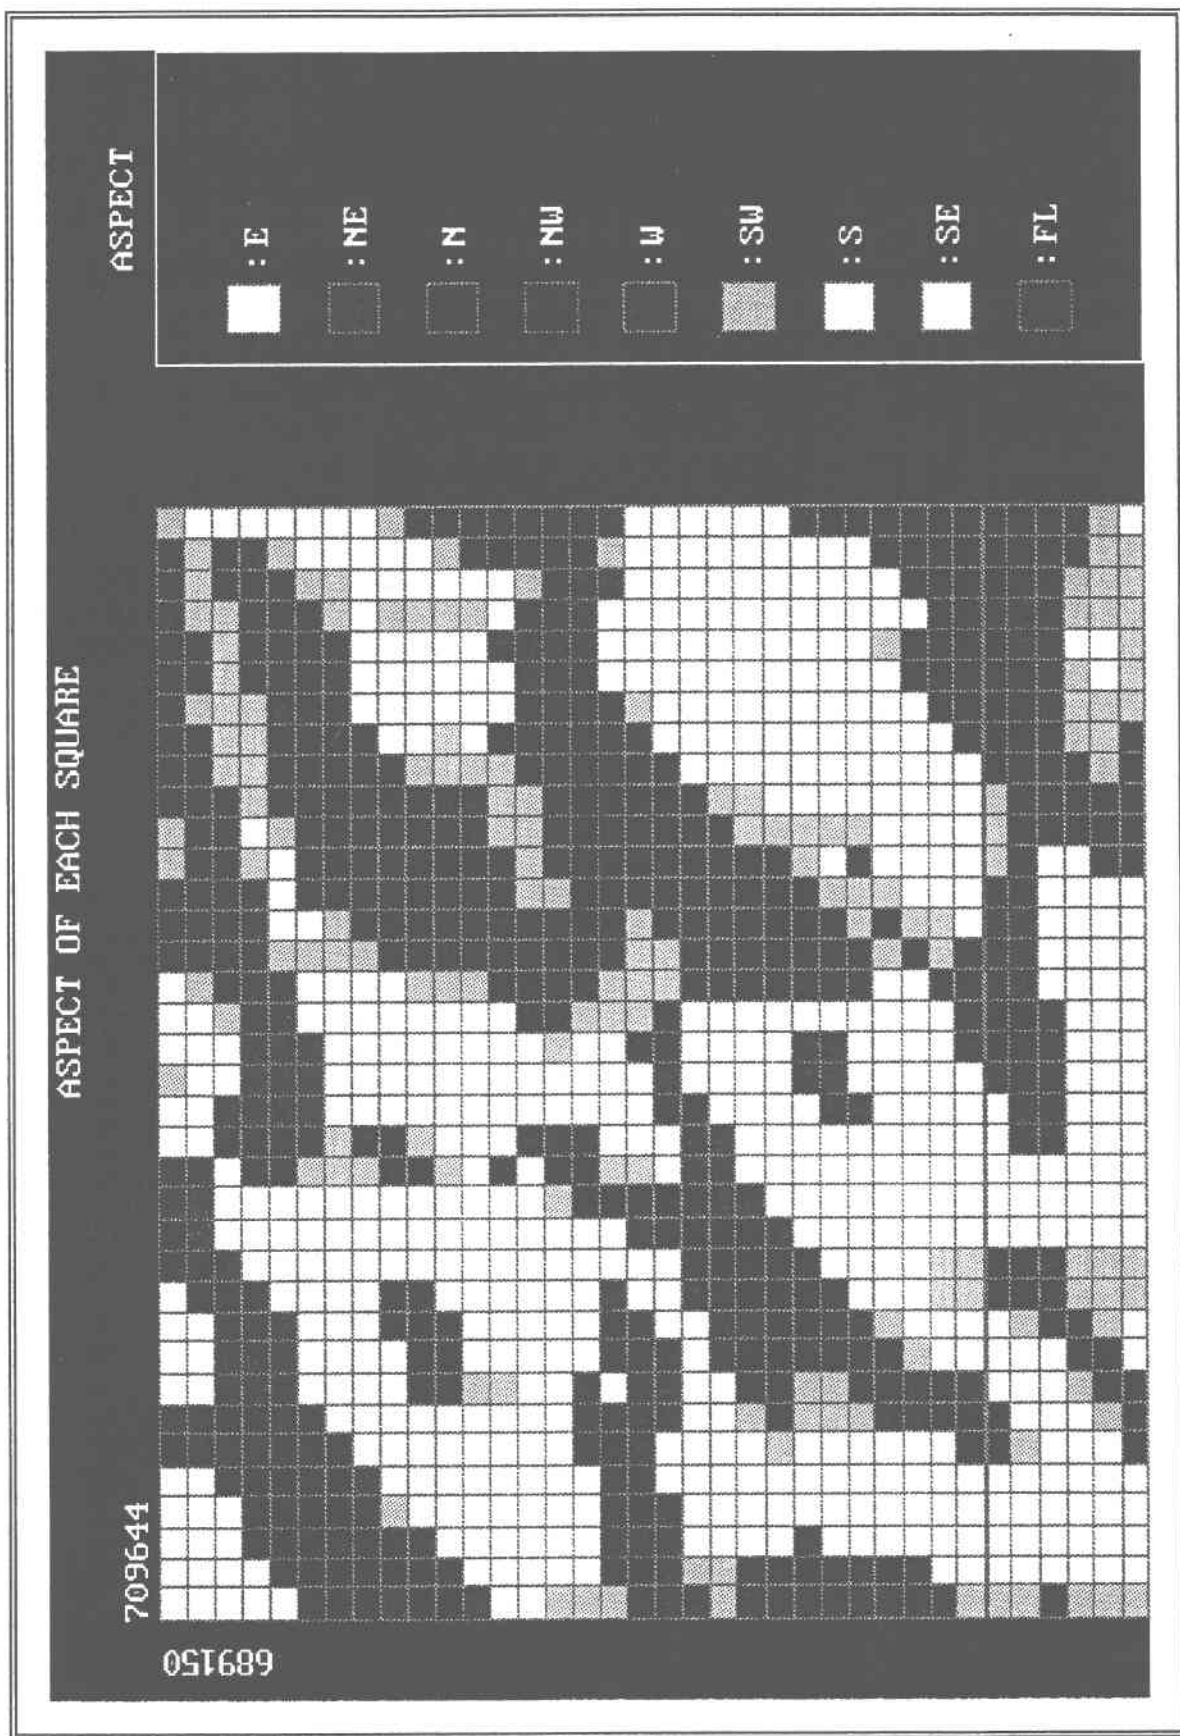 ASPECT OF EACH SQUARE
709644
689150
ASPECT
: E
: NE
: N
: NW
: W
: SW
: S
: SE
: FL